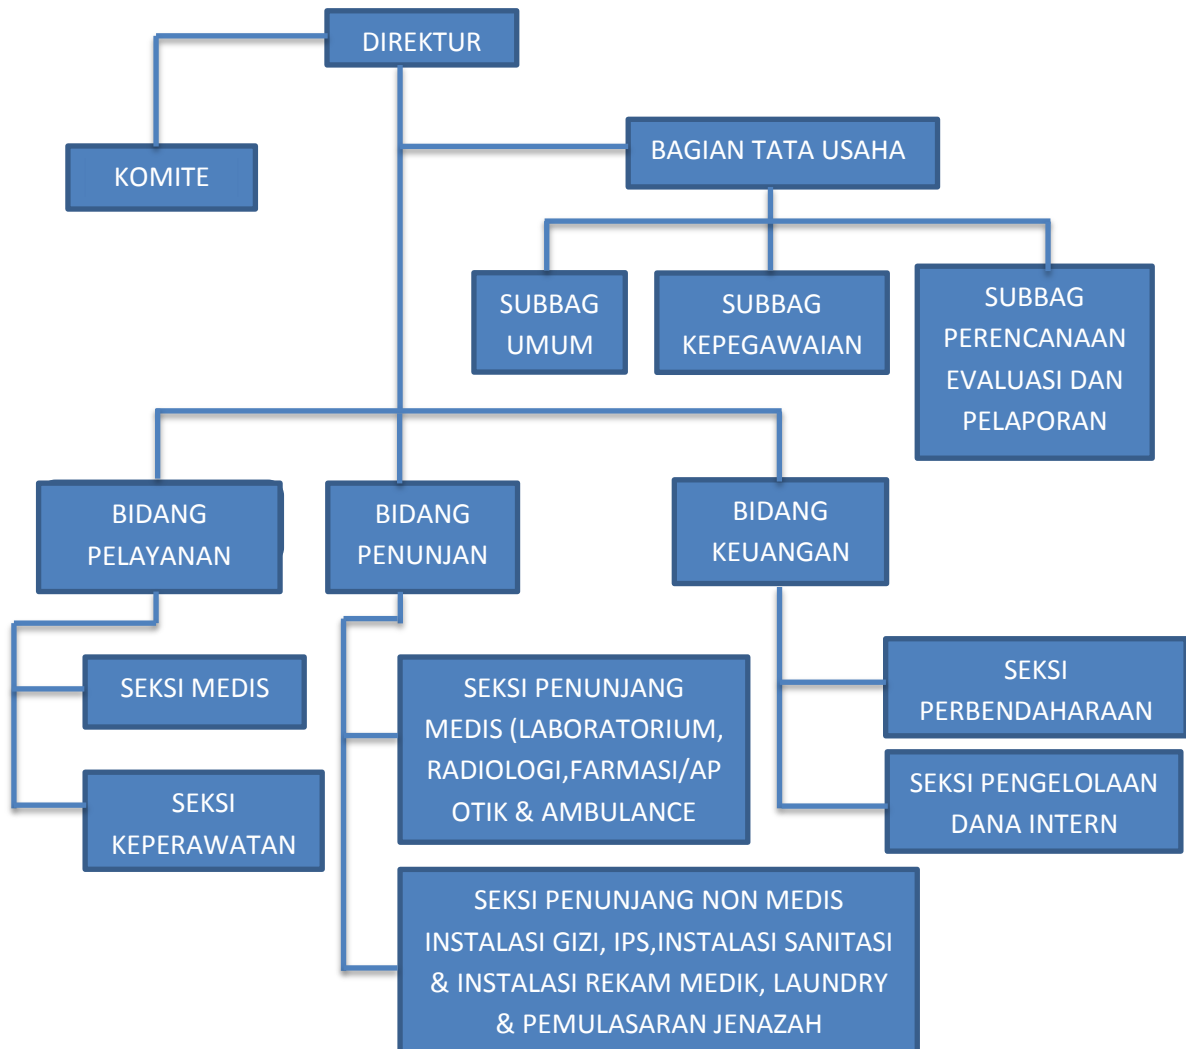 DIREKTUR
KOMITE
BAGIAN TATA USAHA
SUBBAG
UMUM
SUBBAG
KEPEGAWAIAN
SUBBAG
PERENCANAAN
EVALUASI DAN
PELAPORAN
BIDANG
PELAYANAN
BIDANG
PENUNJAN
BIDANG
KEUANGAN
SEKSI MEDIS
SEKSI
KEPERAWATAN
SEKSI PENUNJANG
MEDIS (LABORATORIUM,
RADIOLOGI,FARMASI/AP
OTIK & AMBULANCE
SEKSI PENUNJANG NON MEDIS
INSTALASI GIZI, IPS,INSTALASI SANITASI
& INSTALASI REKAM MEDIK, LAUNDRY
& PEMULASARAN JENAZAH
SEKSI
PERBENDAHARAAN
SEKSI PENGELOLAAN
DANA INTERN